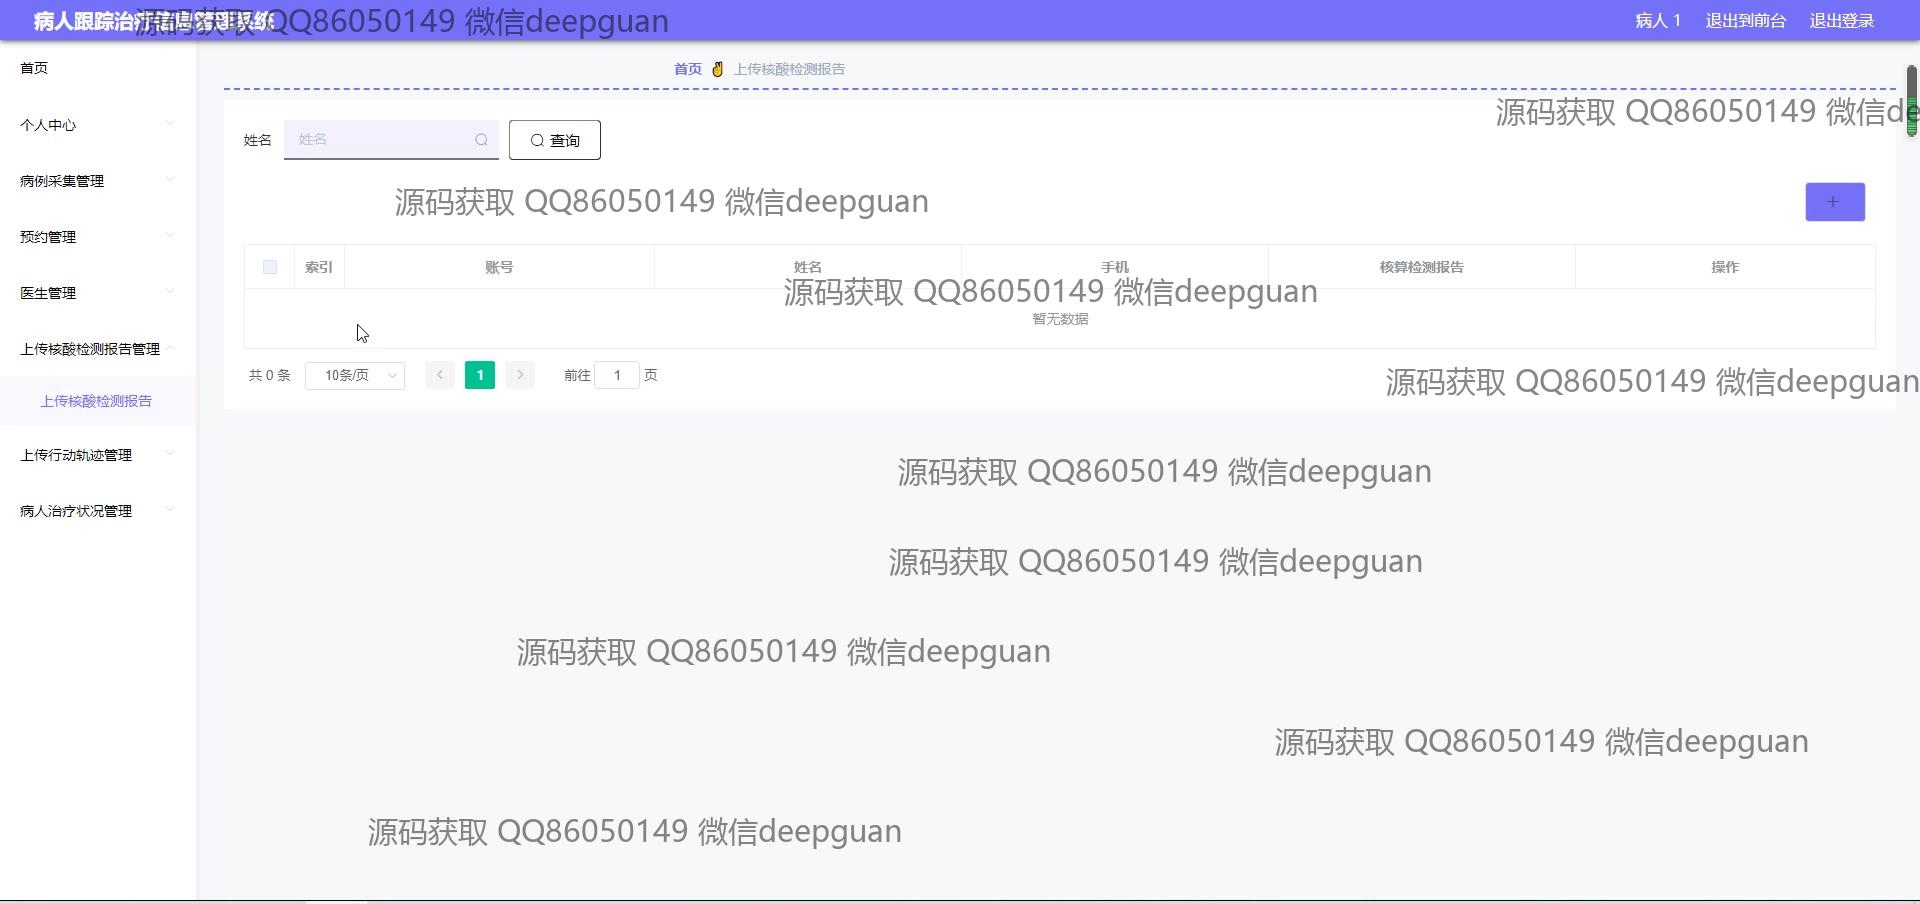 病人跟踪治疗信息管理系统
源码获取 QQ86050149 微信deepguan
病人 1 退出到前台 退出登录
首页
个人中心
病例采集管理
预约管理
医生管理
上传核酸检测报告管理
上传核酸检测报告
上传行动轨迹管理
病人治疗状况管理
首页 上传核酸检测报告
源码获取 QQ86050149 微信de
姓名 姓名 查询
源码获取 QQ86050149 微信deepguan
+
索引 账号 姓名 手机 核算检测报告 操作
源码获取 QQ86050149 微信deepguan
暂无数据
共 0 条 10条/页 < 1 > 前往 1 页
源码获取 QQ86050149 微信deepguan
源码获取 QQ86050149 微信deepguan
源码获取 QQ86050149 微信deepguan
源码获取 QQ86050149 微信deepguan
源码获取 QQ86050149 微信deepguan
源码获取 QQ86050149 微信deepguan